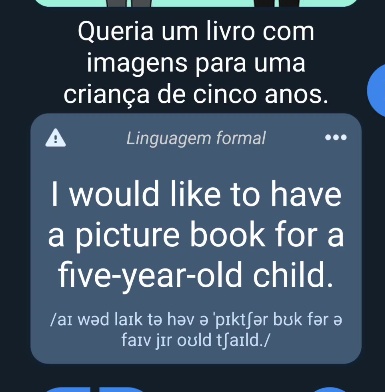 Queria um livro com
imagens para uma
criança de cinco anos.
Linguagem formal
I would like to have
a picture book for a
five-year-old child.
/aɪ wəd laɪk tə həv ə ˈpɪktʃər bʊk fər ə
faɪv jɪr oʊld tʃaɪld./